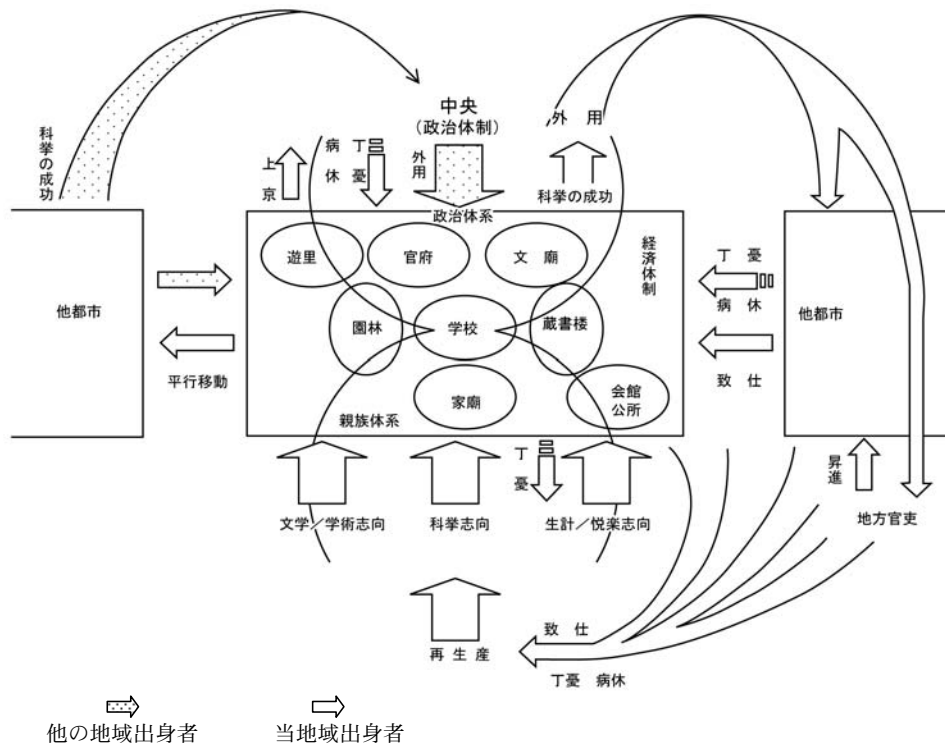 科挙の成功
中央
(政治体制)
外 用
上京
病休
丁憂
外用
科挙の成功
政治体系
遊里
官府
文 廟
経済体制
丁 憂
病 休
他都市
園林
学校
蔵書楼
他都市
平行移動
致 仕
家廟
会館
公所
親族体系
丁憂
昇進
文学／学術志向
科挙志向
生計／悦楽志向
地方官吏
致 仕
再 生 産
丁憂 病休
他の地域出身者
当地域出身者